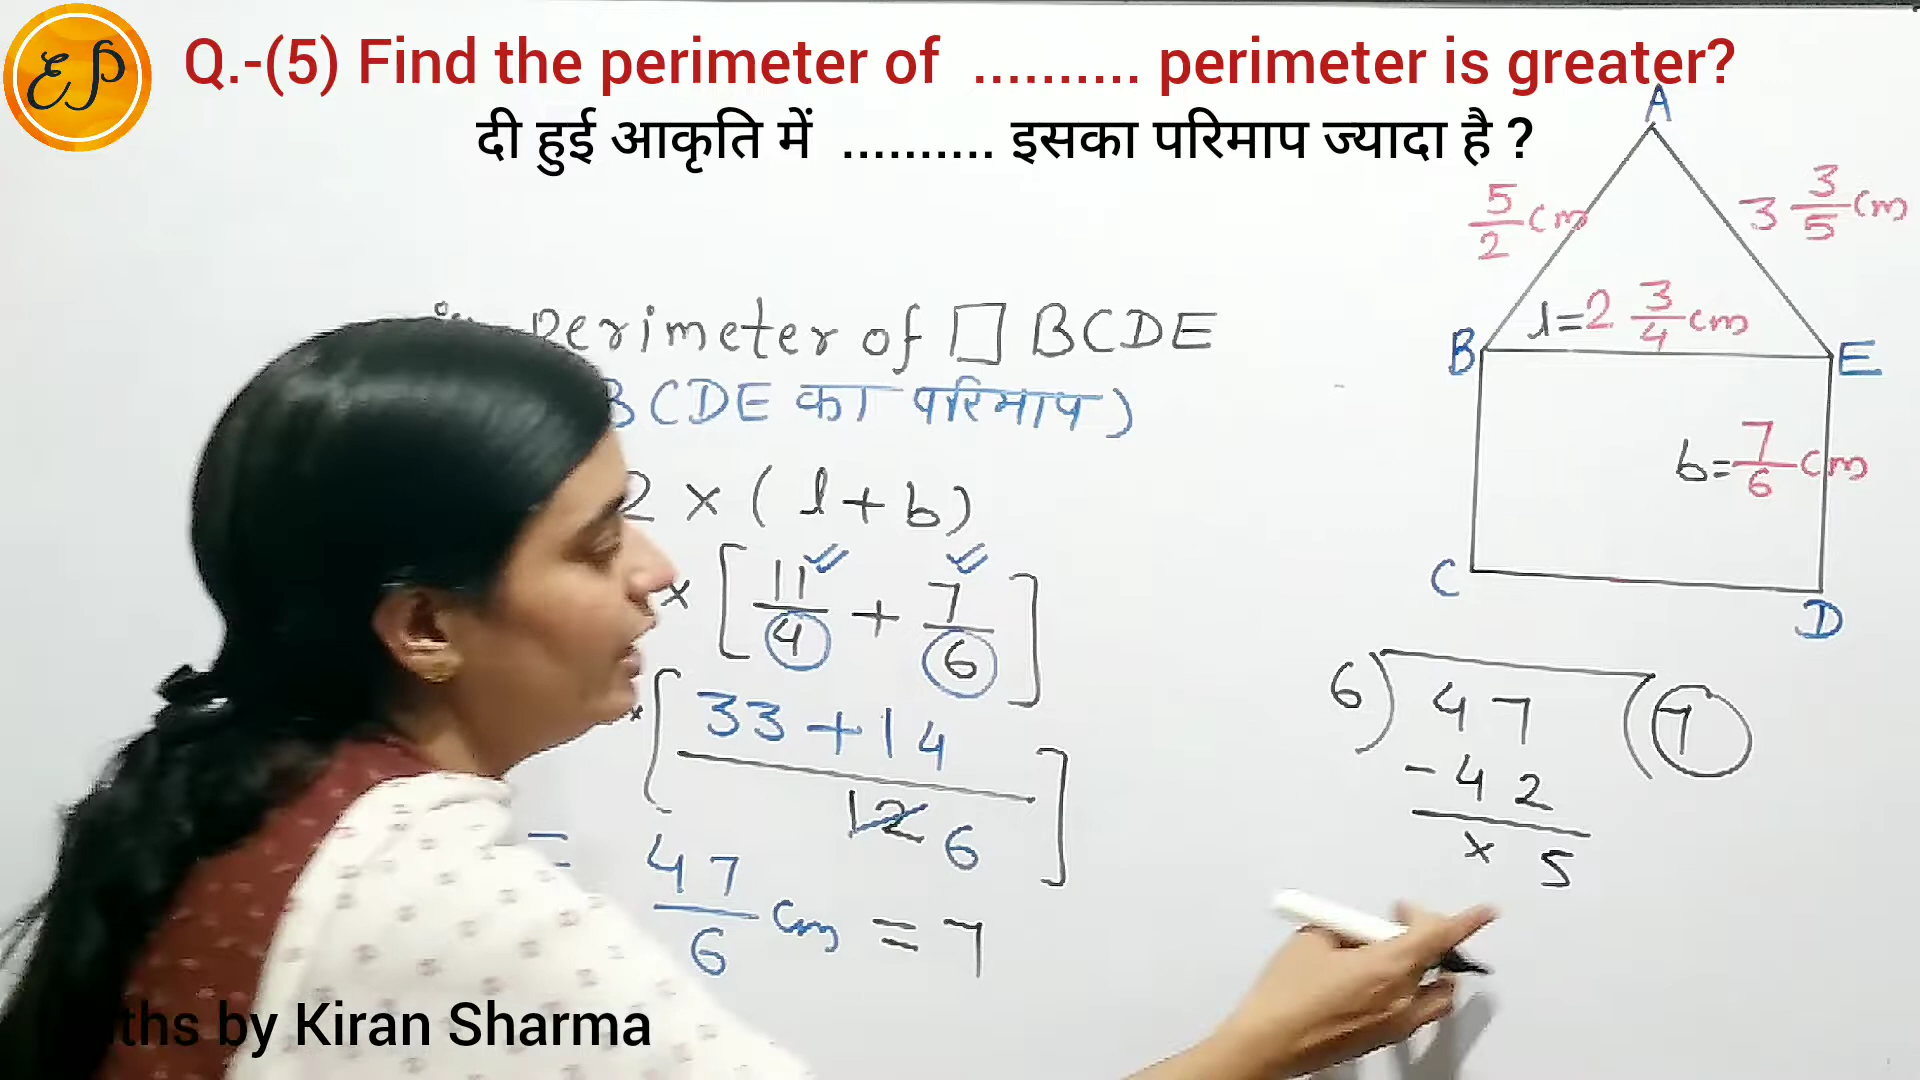 EP
Q.-(5) Find the perimeter of .......... perimeter is greater?
दी हुई आकृति में .......... इसका परिमाप ज्यादा है ?
A
5/2 cm
3 3/5 cm
l=2 3/4 cm
B
E
b=7/6 cm
C
D
perimeter of □ BCDE
BCDE का परिमाप)
2 × ( l + b )
× [ 11/4 + 7/6 ]
× [ 33 + 14 / 12 6 ]
= 47/6 cm = 7
6 ) 47 ( 7
- 42
× 5
by Kiran Sharma